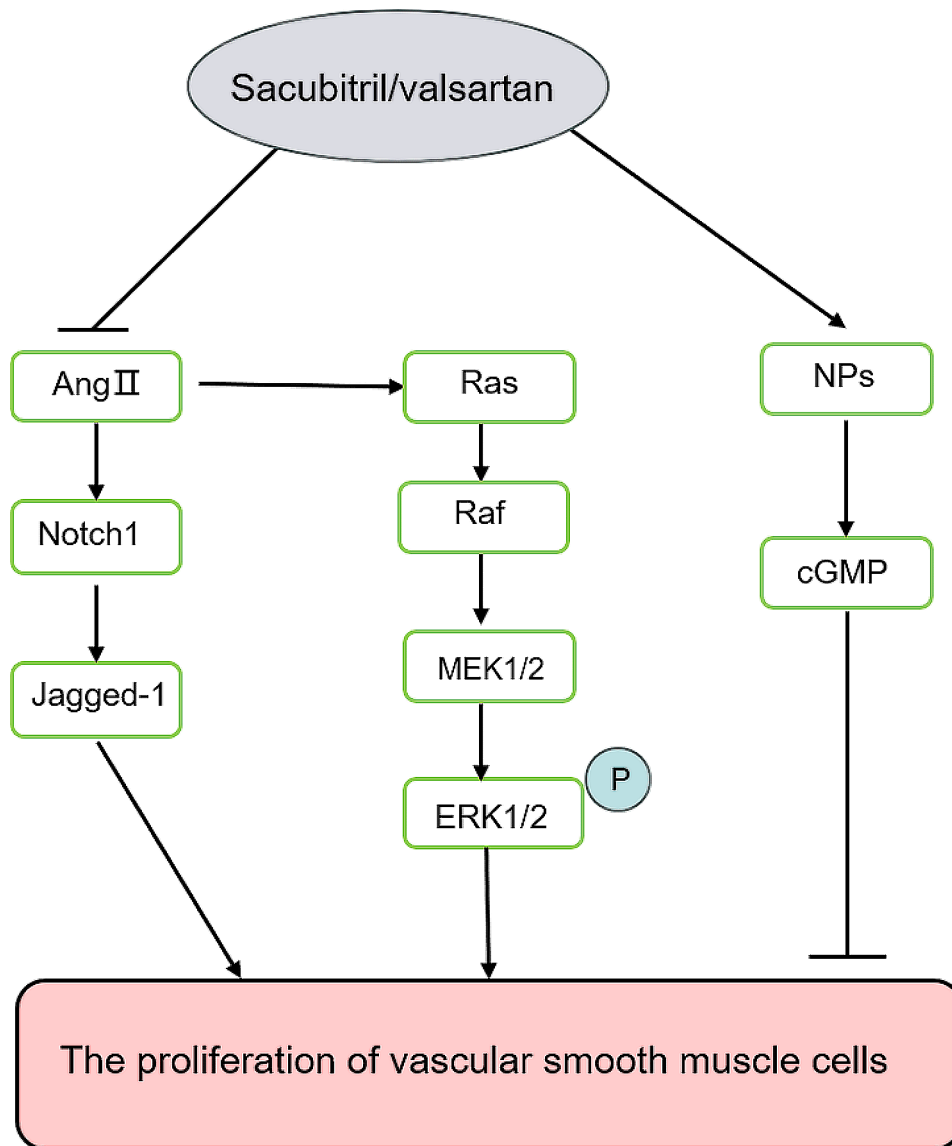 Sacubitril/valsartan
AngⅡ
Ras
NPs
Notch1
Raf
cGMP
Jagged-1
MEK1/2
P
ERK1/2
The proliferation of vascular smooth muscle cells